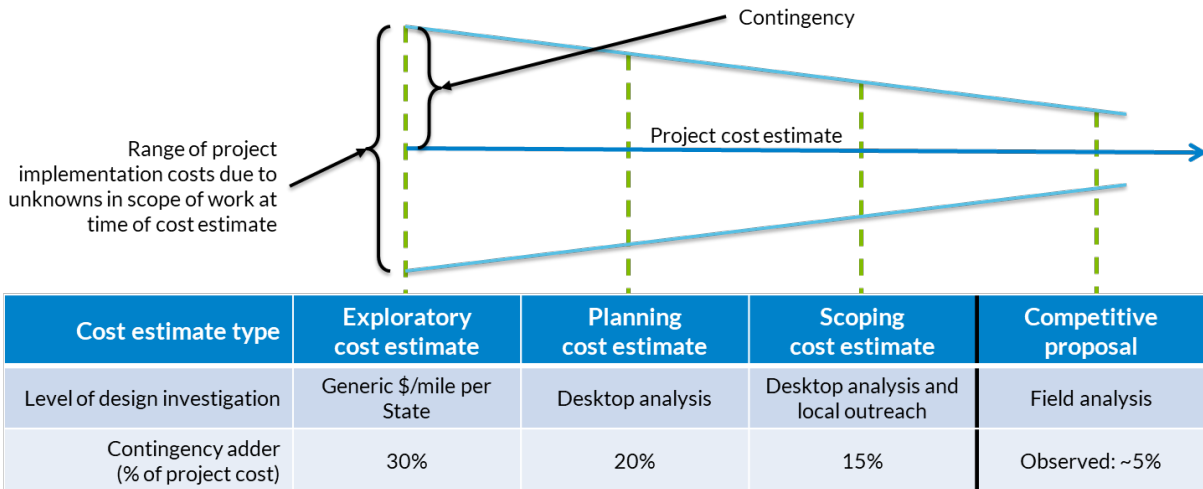 Contingency
Project cost estimate
Range of project
implementation costs due to
unknowns in scope of work at
time of cost estimate
Cost estimate type
Exploratory
cost estimate
Planning
cost estimate
Scoping
cost estimate
Competitive
proposal
Level of design investigation
Generic $/mile per
State
Desktop analysis
Desktop analysis and
local outreach
Field analysis
Contingency adder
(% of project cost)
30%
20%
15%
Observed: ~5%